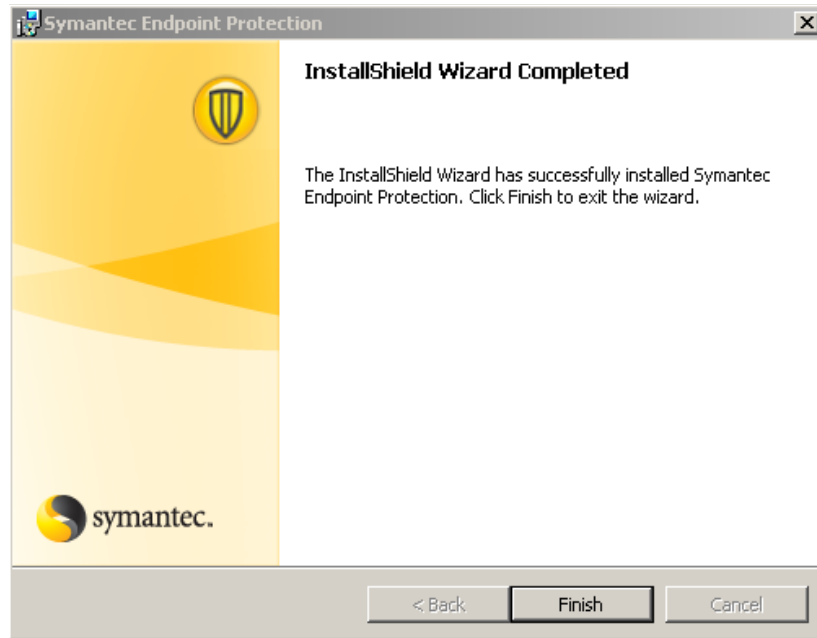 Symantec Endpoint Protection
InstallShield Wizard Completed
The InstallShield Wizard has successfully installed Symantec
Endpoint Protection. Click Finish to exit the wizard.
symantec.
< Back
Finish
Cancel